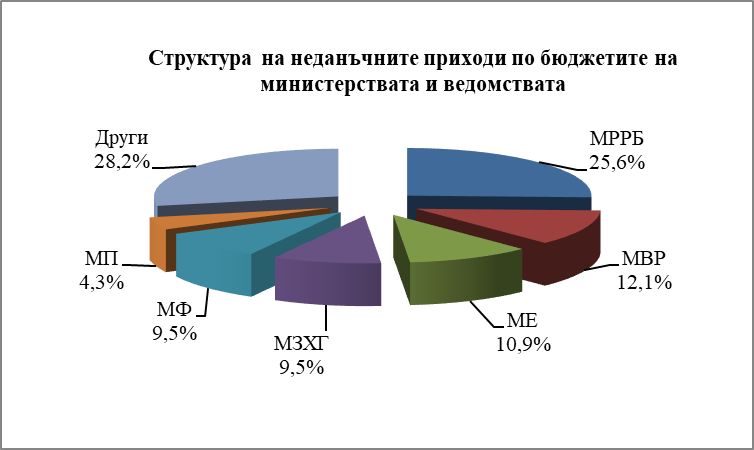 Структура на неданъчните приходи по бюджетите на
министерствата и ведомствата
Други
28,2%
МРРБ
25,6%
МП
4,3%
МВР
12,1%
МФ
9,5%
МЗХГ
9,5%
МЕ
10,9%